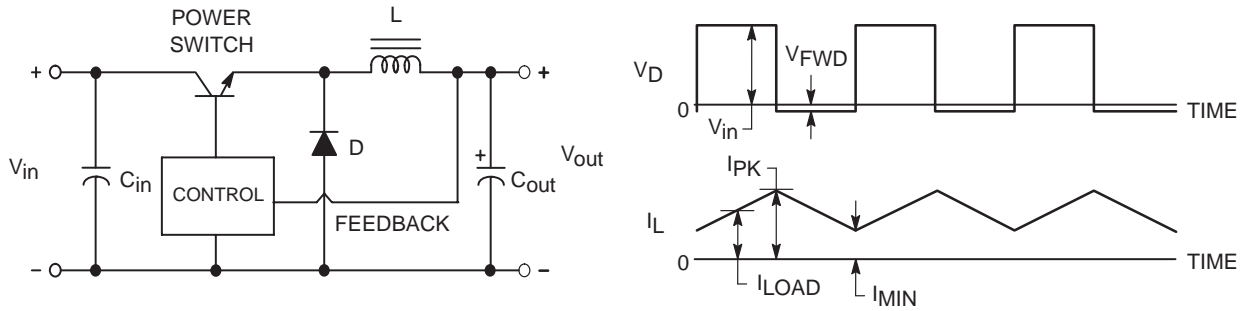 POWER
SWITCH
L
+
+
V_in
C_in
CONTROL
D
+
C_out
V_out
FEEDBACK
−
−
V_D
V_FWD
0
TIME
V_in
I_PK
I_L
0
TIME
I_LOAD
I_MIN